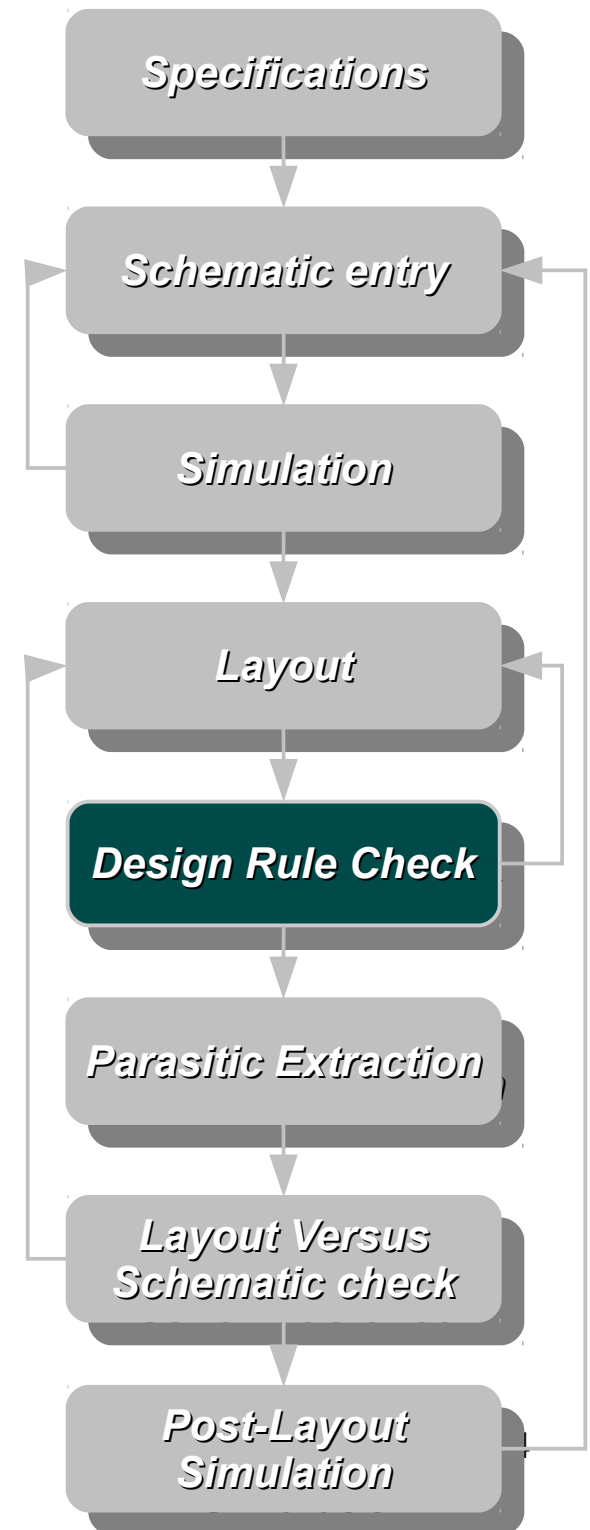 Specifications
Schematic entry
Simulation
Layout
Design Rule Check
Parasitic Extraction
Layout Versus
Schematic check
Post-Layout
Simulation